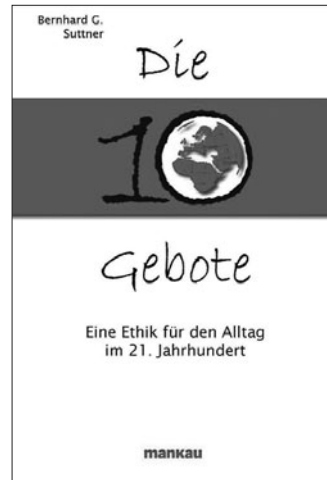 Bernhard G.
Suttner
Die
10
Gebote
Eine Ethik für den Alltag
im 21. Jahrhundert
mankau